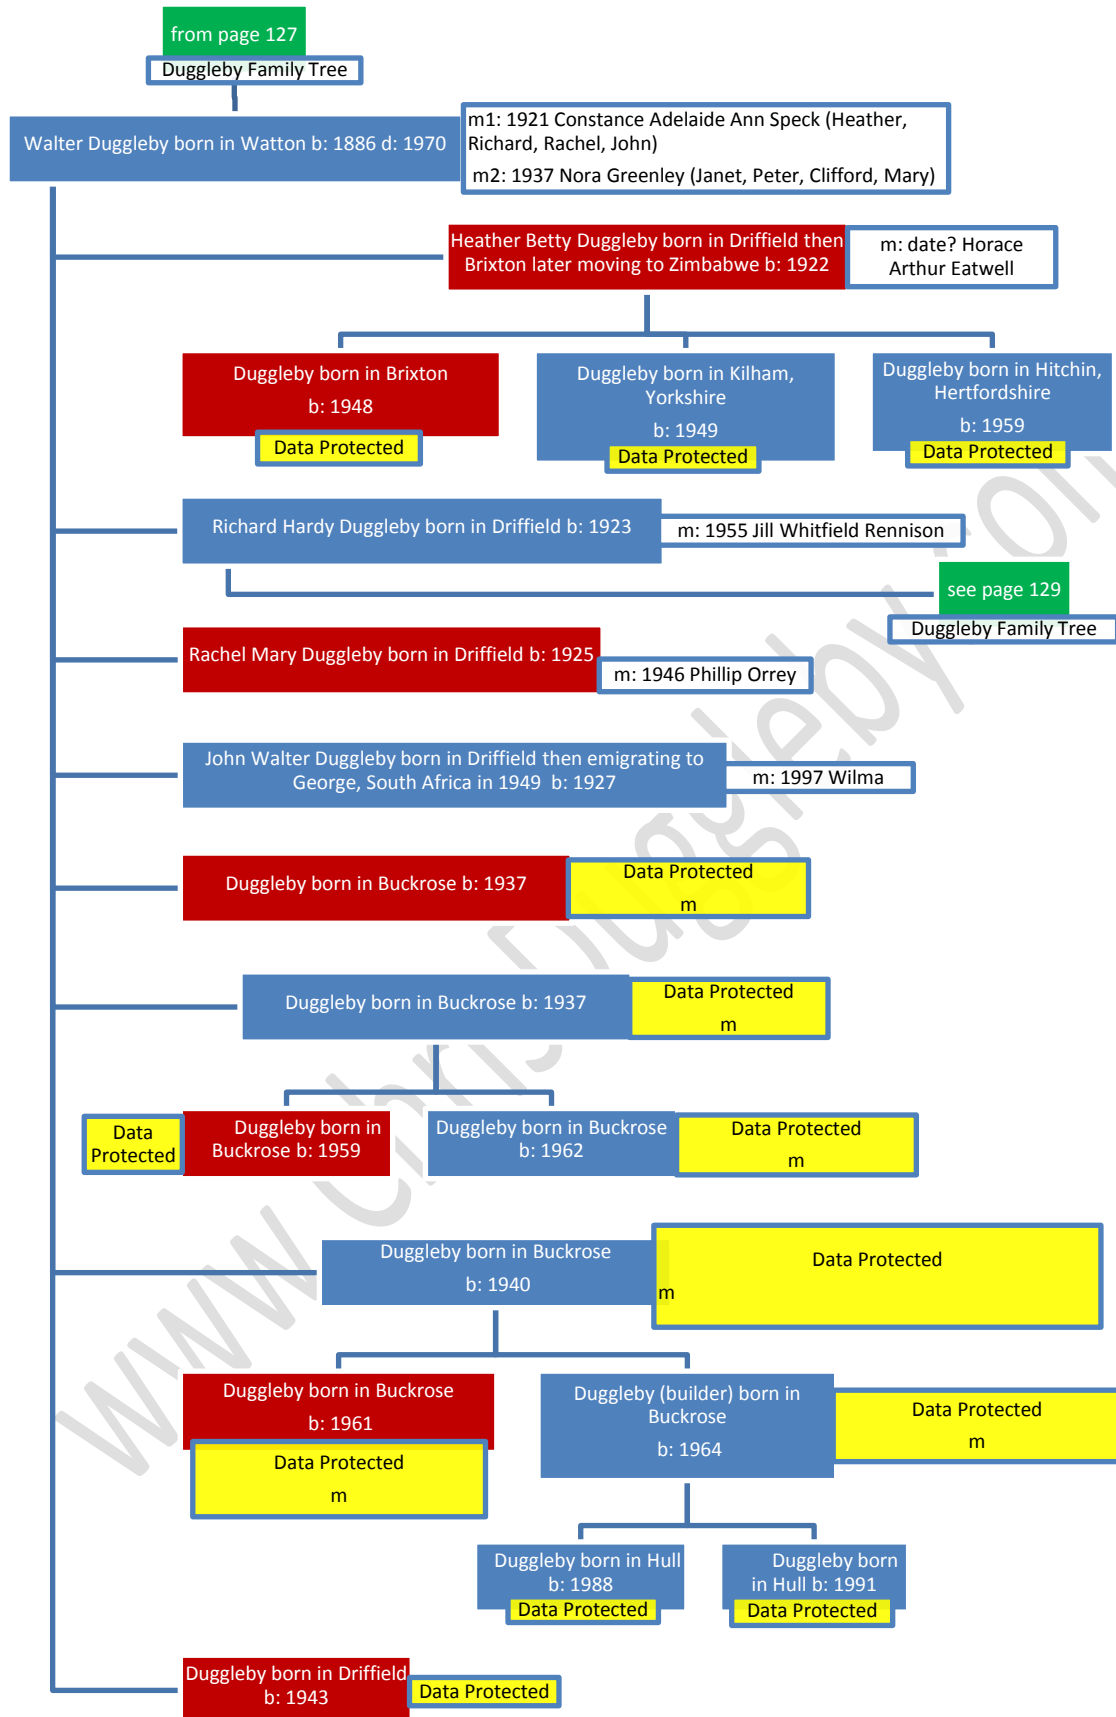 from page 127
Duggleby Family Tree
Walter Duggleby born in Watton b: 1886 d: 1970
m1: 1921 Constance Adelaide Ann Speck (Heather,
Richard, Rachel, John)
m2: 1937 Nora Greenley (Janet, Peter, Clifford, Mary)
Heather Betty Duggleby born in Driffield then
Brixton later moving to Zimbabwe b: 1922
m: date? Horace
Arthur Eatwell
Duggleby born in Brixton
b: 1948
Data Protected
Duggleby born in Kilham,
Yorkshire
b: 1949
Data Protected
Duggleby born in Hitchin,
Hertfordshire
b: 1959
Data Protected
Richard Hardy Duggleby born in Driffield b: 1923
m: 1955 Jill Whitfield Rennison
see page 129
Duggleby Family Tree
Rachel Mary Duggleby born in Driffield b: 1925
m: 1946 Phillip Orrey
John Walter Duggleby born in Driffield then emigrating to
George, South Africa in 1949 b: 1927
m: 1997 Wilma
Duggleby born in Buckrose b: 1937
Data Protected
m
Duggleby born in Buckrose b: 1937
Data Protected
m
Data
Protected
Duggleby born in
Buckrose b: 1959
Duggleby born in Buckrose
b: 1962
Data Protected
m
Duggleby born in Buckrose
b: 1940
Data Protected
m
Duggleby born in Buckrose
b: 1961
Data Protected
m
Duggleby (builder) born in
Buckrose
b: 1964
Data Protected
m
Duggleby born in Hull
b: 1988
Data Protected
Duggleby born
in Hull b: 1991
Data Protected
Duggleby born in Driffield
b: 1943
Data Protected